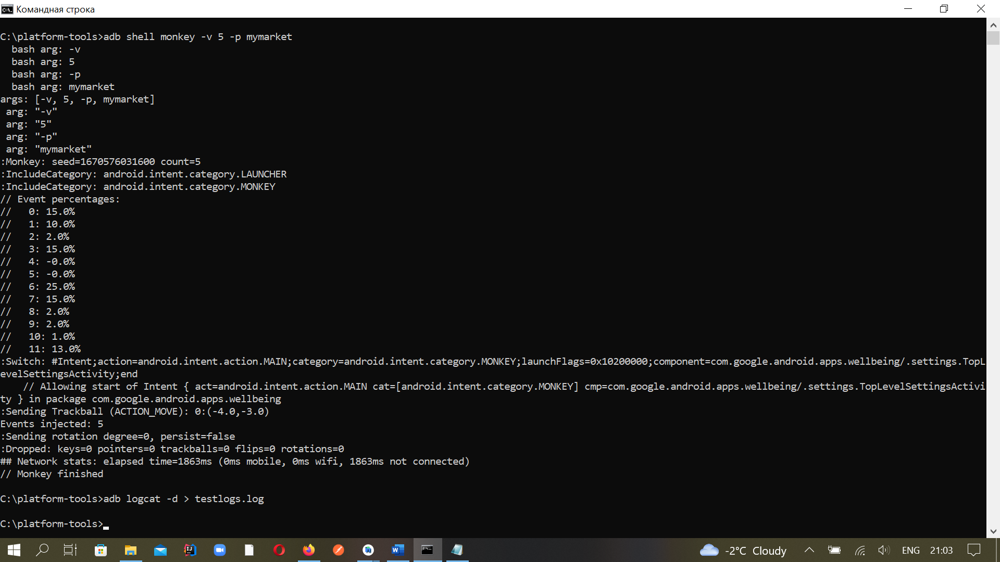 Командная строка
C:\platform-tools>adb shell monkey -v 5 -p mymarket
  bash arg: -v
  bash arg: 5
  bash arg: -p
  bash arg: mymarket
args: [-v, 5, -p, mymarket]
 arg: "-v"
 arg: "5"
 arg: "-p"
 arg: "mymarket"
:Monkey: seed=1670576031600 count=5
:IncludeCategory: android.intent.category.LAUNCHER
:IncludeCategory: android.intent.category.MONKEY
// Event percentages:
//   0: 15.0%
//   1: 10.0%
//   2: 2.0%
//   3: 15.0%
//   4: -0.0%
//   5: -0.0%
//   6: 25.0%
//   7: 15.0%
//   8: 2.0%
//   9: 2.0%
//   10: 1.0%
//   11: 13.0%
:Switch: #Intent;action=android.intent.action.MAIN;category=android.intent.category.MONKEY;launchFlags=0x10200000;component=com.google.android.apps.wellbeing/.settings.TopL
evelSettingsActivity;end
    // Allowing start of Intent { act=android.intent.action.MAIN cat=[android.intent.category.MONKEY] cmp=com.google.android.apps.wellbeing/.settings.TopLevelSettingsActivi
ty } in package com.google.android.apps.wellbeing
:Sending Trackball (ACTION_MOVE): 0:(-4.0,-3.0)
Events injected: 5
:Sending rotation degree=0, persist=false
:Dropped: keys=0 pointers=0 trackballs=0 flips=0 rotations=0
## Network stats: elapsed time=1863ms (0ms mobile, 0ms wifi, 1863ms not connected)
// Monkey finished
C:\platform-tools>adb logcat -d > testlogs.log
C:\platform-tools>
-2°C Cloudy ENG 21:03